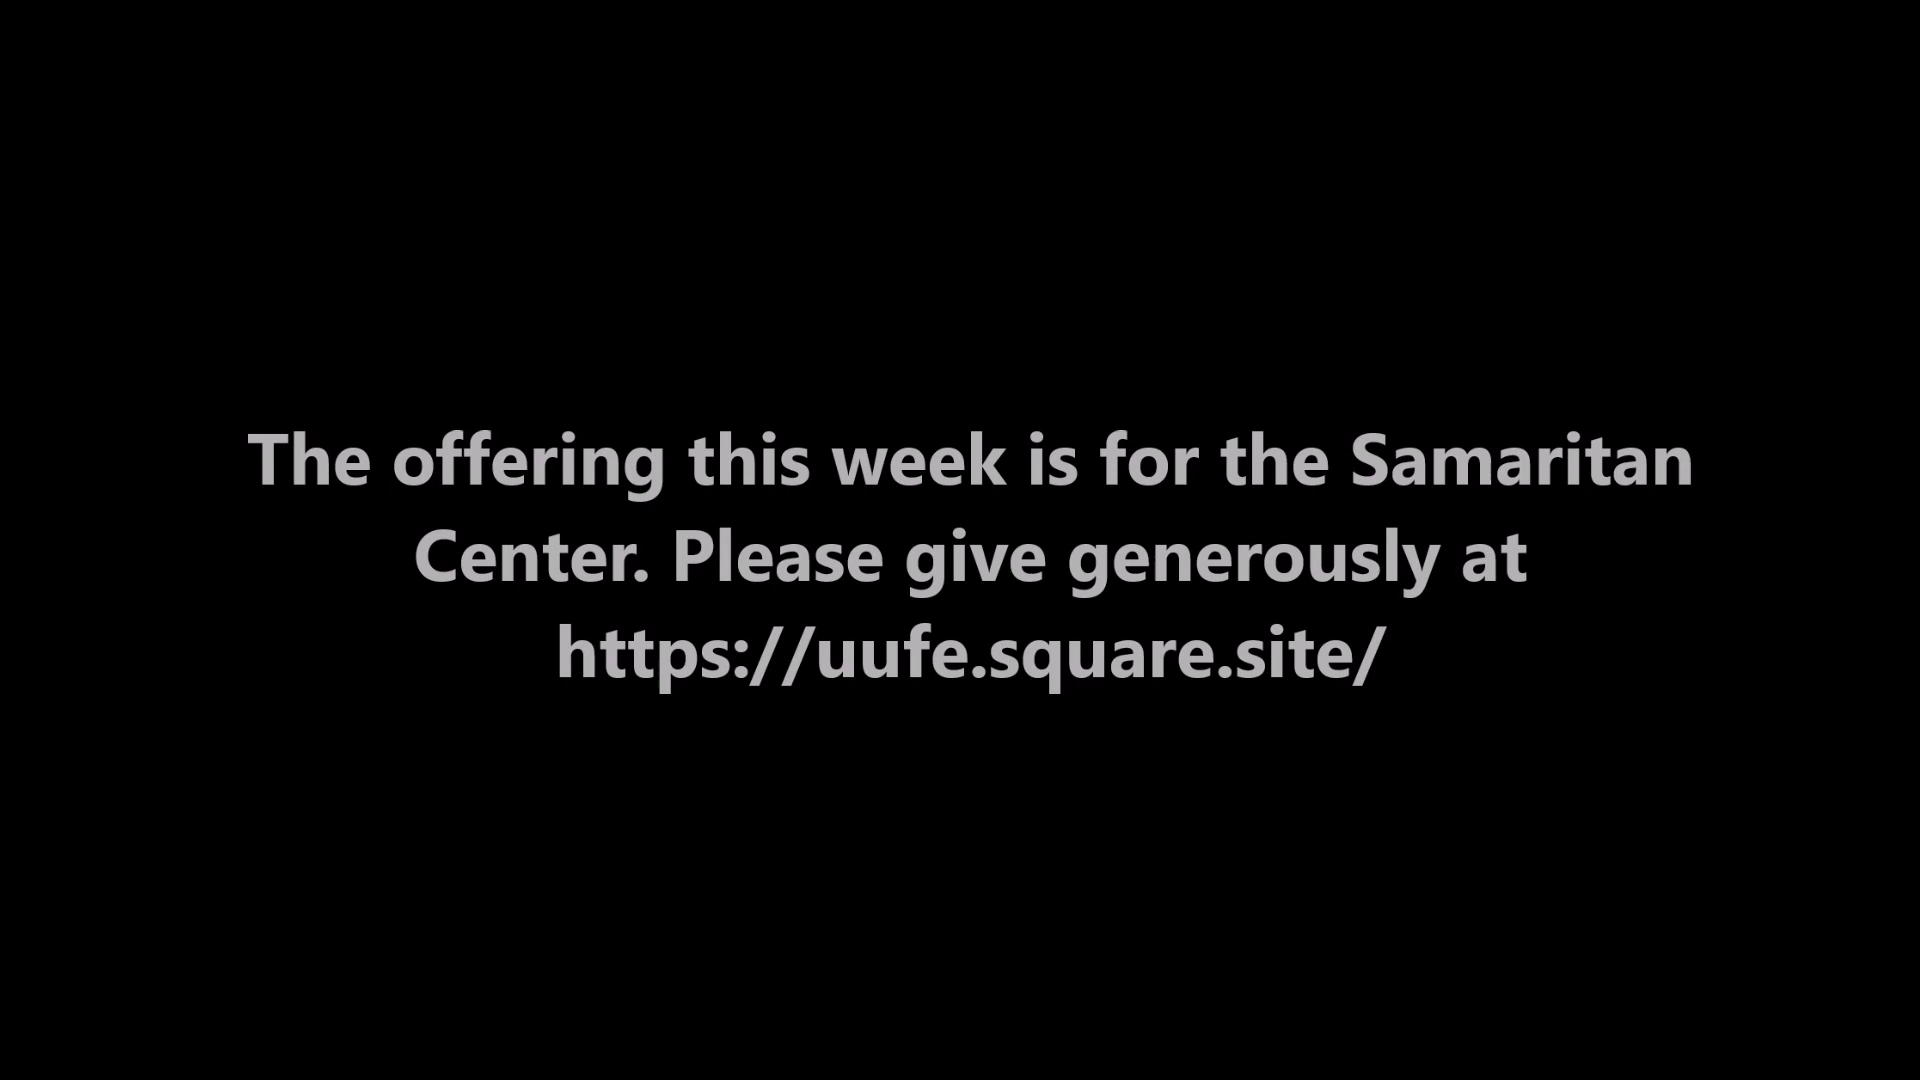 The offering this week is for the Samaritan
Center. Please give generously at
https://uufe.square.site/